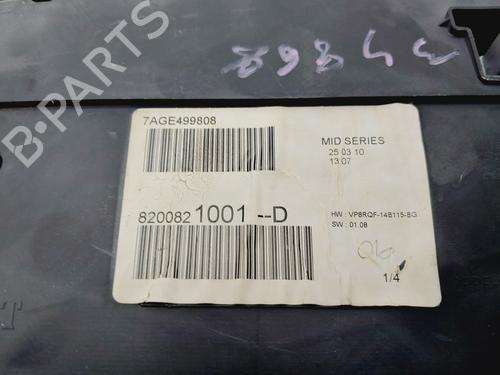 B-PARTS
7AGE499808
MID SERIES
25 03 10
13 07
8200821001--D
HW : VP8RQF-14B115-BG
SW : 01.08
1/4